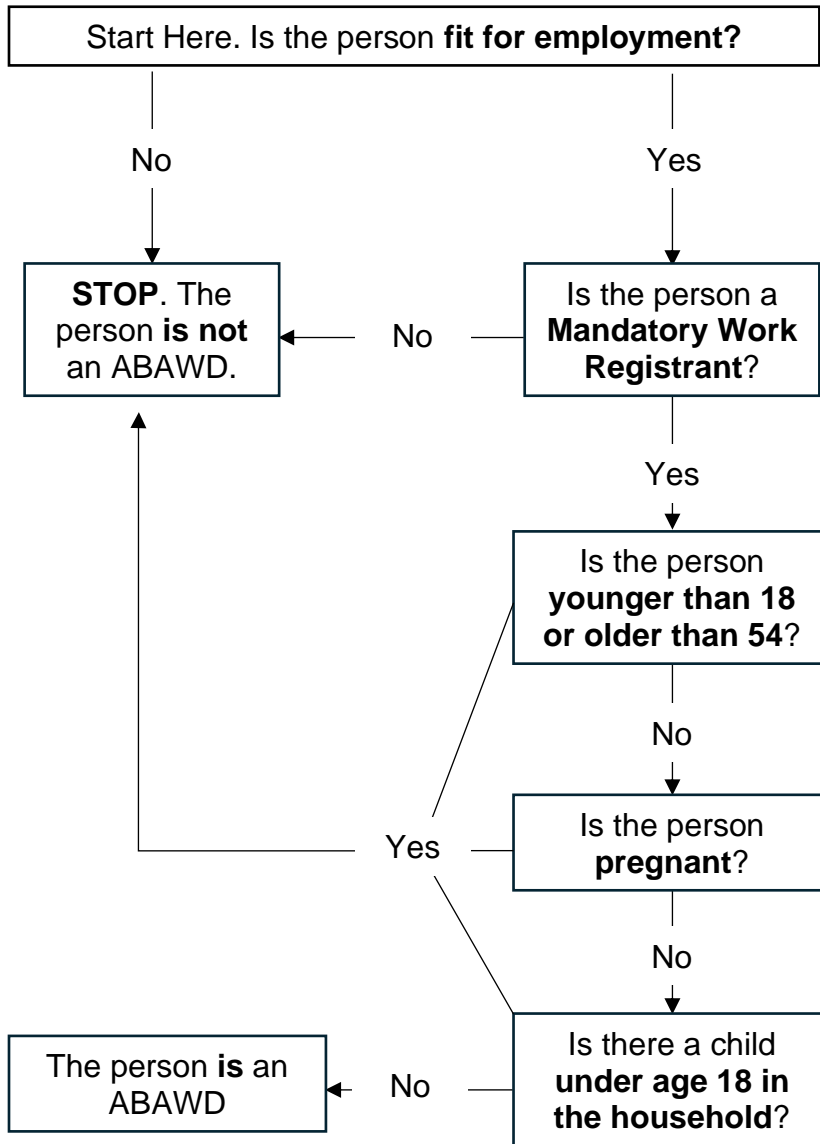 Start Here. Is the person fit for employment?
No
Yes
STOP. The
person is not
an ABAWD.
No
Is the person a
Mandatory Work
Registrant?
Yes
Is the person
younger than 18
or older than 54?
No
Yes
Is the person
pregnant?
No
Is there a child
under age 18 in
the household?
No
The person is an
ABAWD